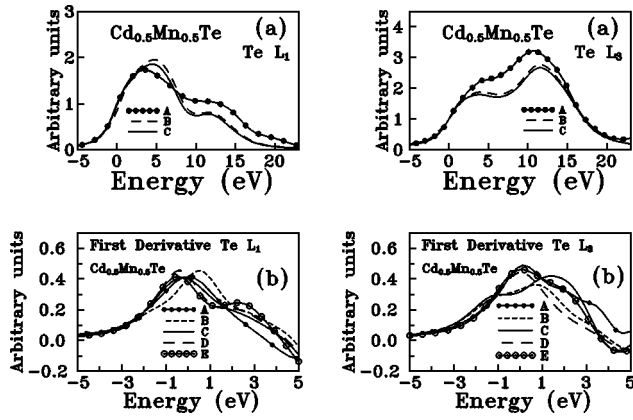 3
2
1
0
Arbitrary units
Cd0.5Mn0.5Te
(a)
Te L1
A
B
C
-5 0 5 10 15 20
Energy (eV)
4
3
2
1
0
Arbitrary units
Cd0.5Mn0.5Te
(a)
Te L3
A
B
C
-5 0 5 10 15 20
Energy (eV)
0.6
0.4
0.2
0.0
-0.2
Arbitrary units
First Derivative Te L1
Cd0.5Mn0.5Te
(b)
A
B
C
D
E
-5 -3 -1 1 3 5
Energy (eV)
0.6
0.4
0.2
0.0
-0.2
Arbitrary units
First Derivative Te L3
Cd0.5Mn0.5Te
(b)
A
B
C
D
E
-5 -3 -1 1 3 5
Energy (eV)